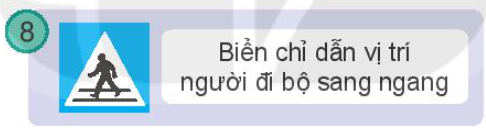 8
Biển chỉ dẫn vị trí
người đi bộ sang ngang